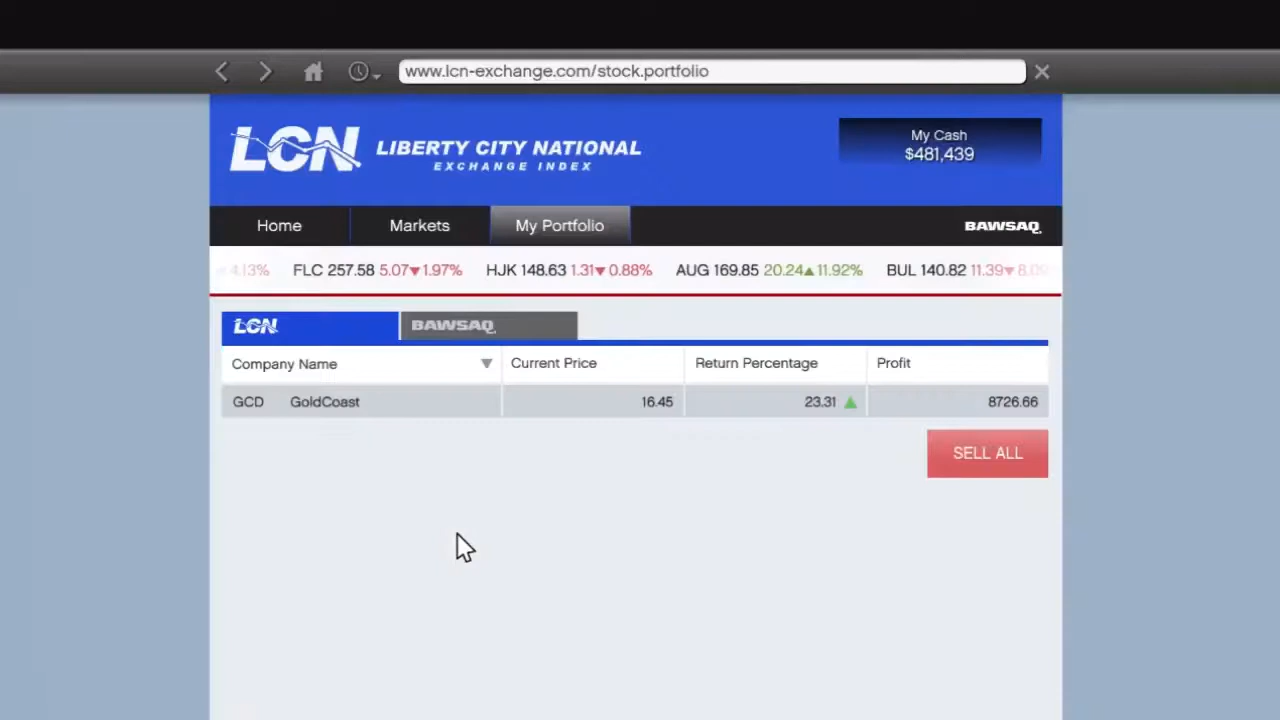 www.lcn-exchange.com/stock.portfolio
LCN LIBERTY CITY NATIONAL
EXCHANGE INDEX
My Cash
$481,439
Home Markets My Portfolio BAWSAQ
4.13% FLC 257.58 5.07▼1.97% HJK 148.63 1.31▼0.88% AUG 169.85 20.24▲11.92% BUL 140.82 11.39▼
LCN BAWSAQ
Company Name ▼ Current Price Return Percentage Profit
GCD GoldCoast 16.45 23.31 ▲ 8726.66
SELL ALL